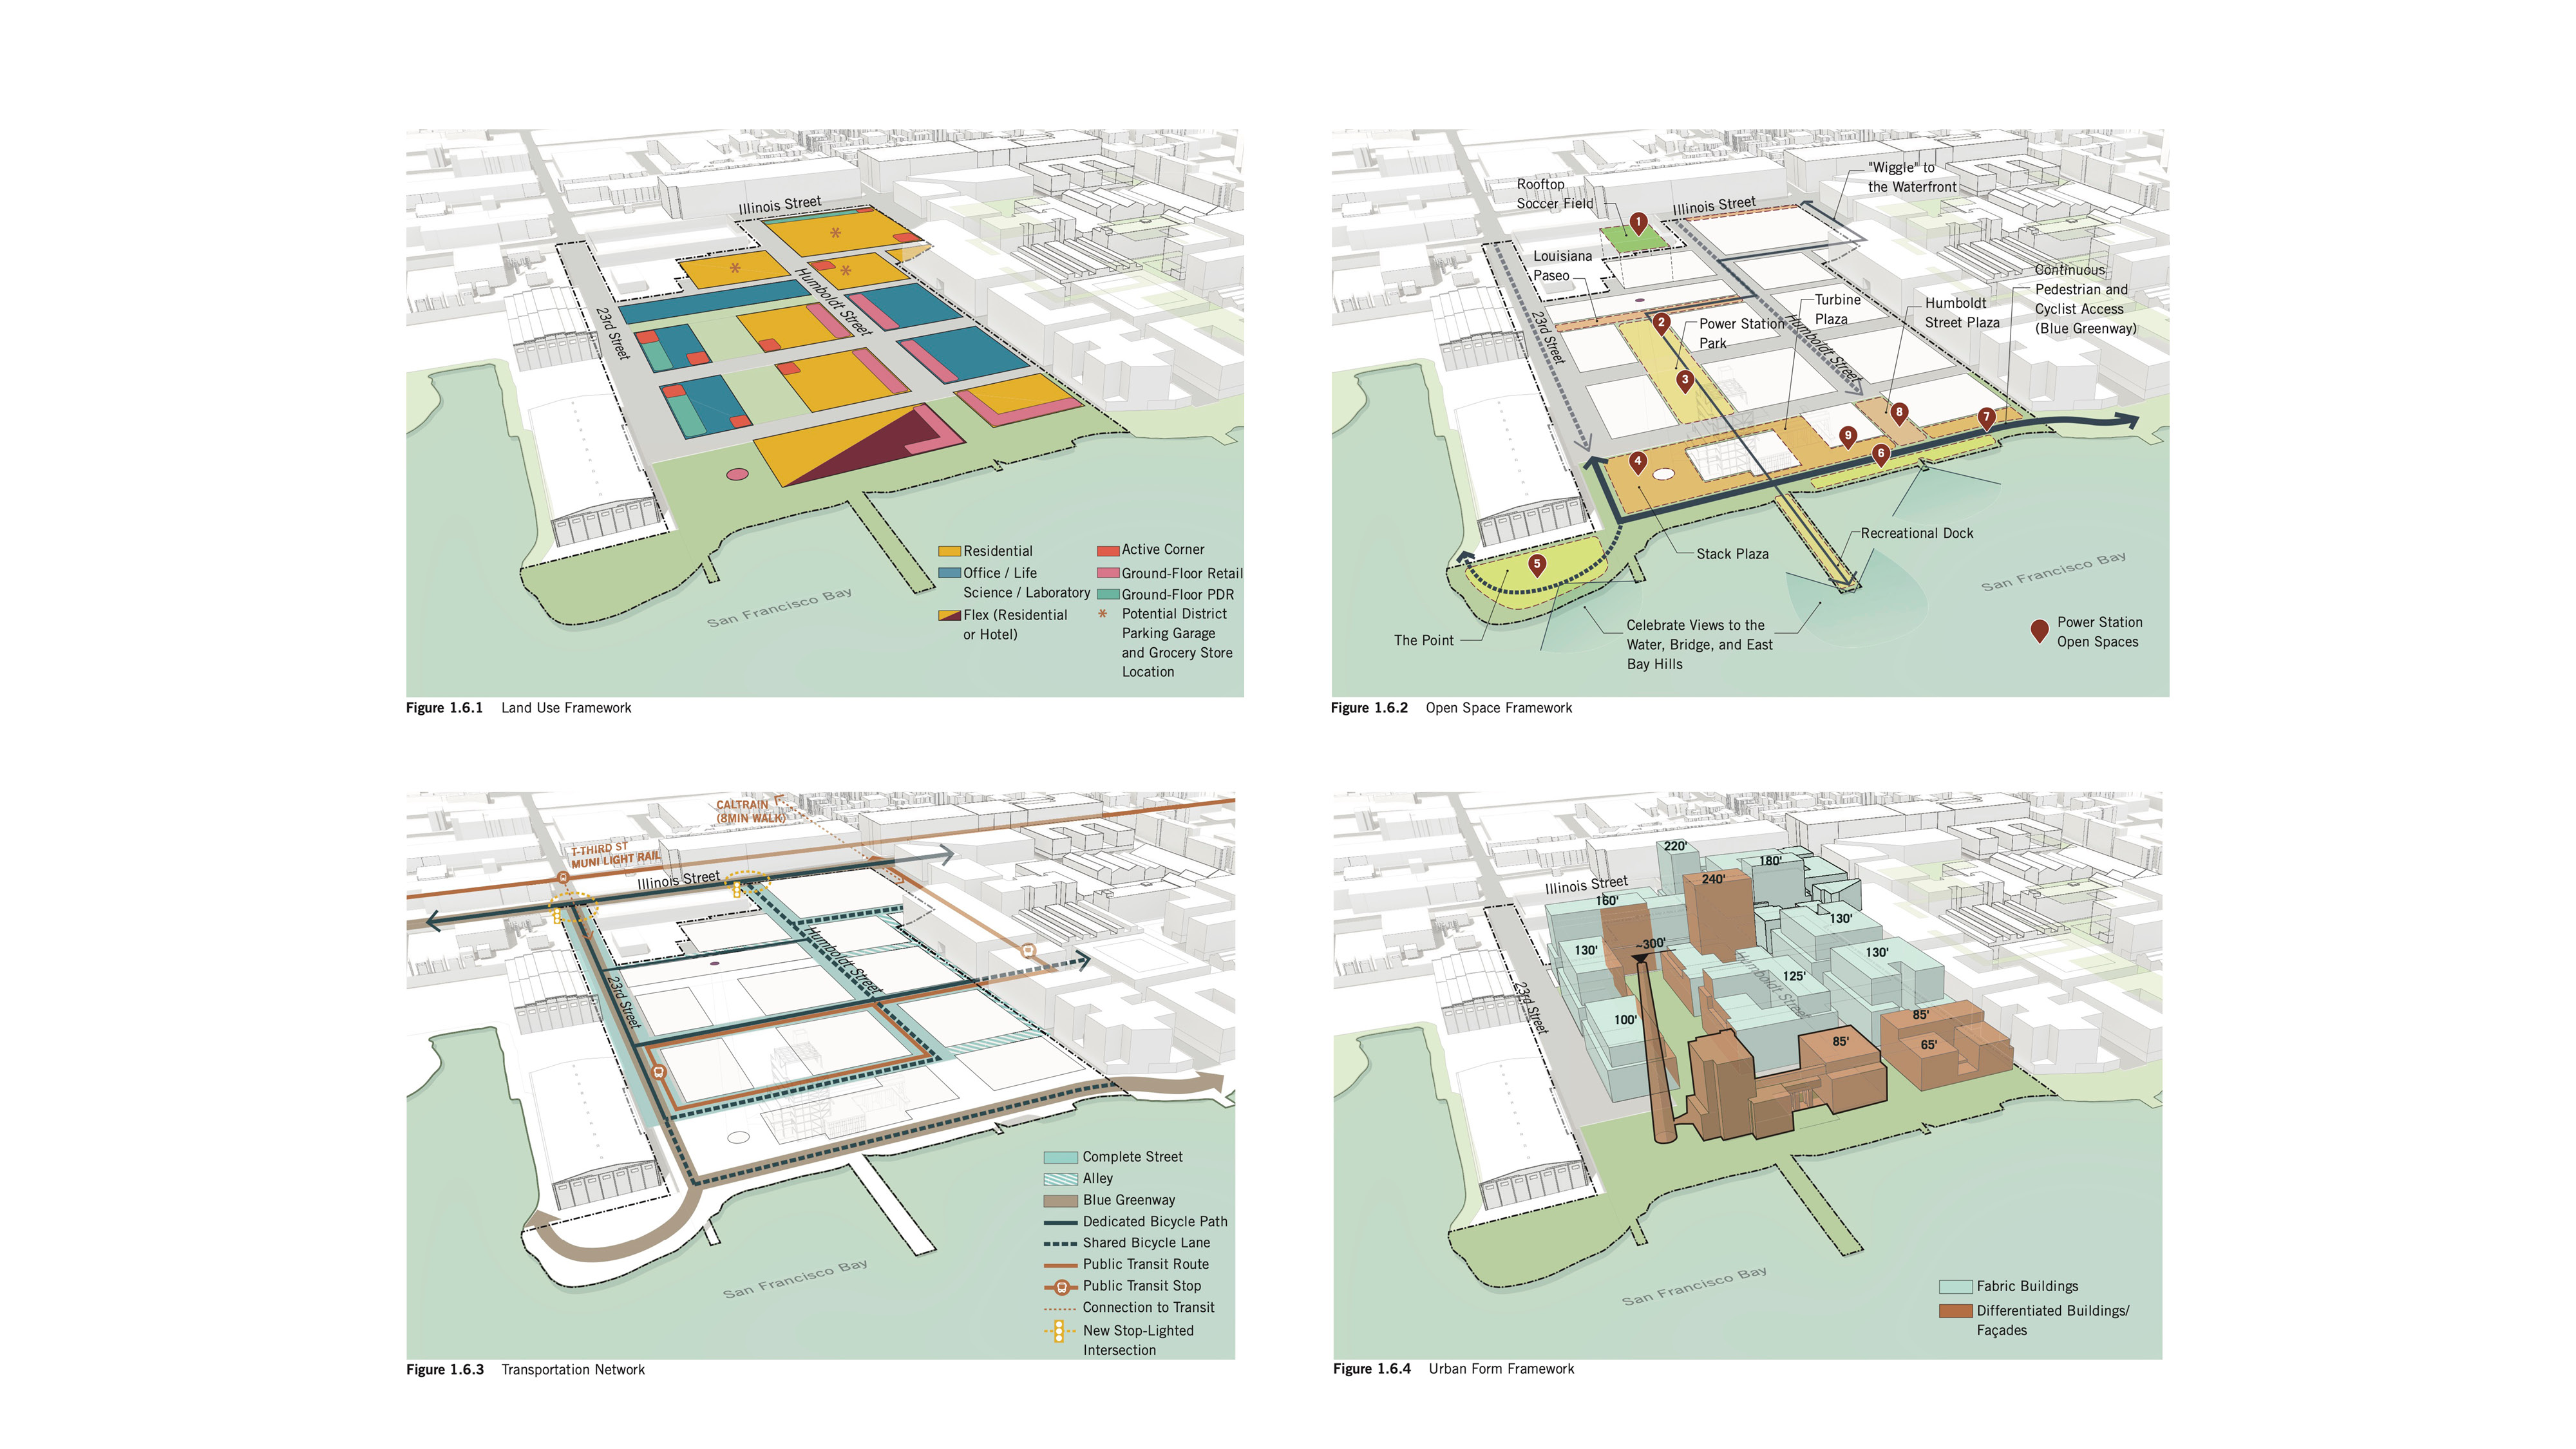 Illinois Street
Humboldt Street
23rd Street
San Francisco Bay
Residential
Office / Life
Science / Laboratory
Flex (Residential
or Hotel)
Active Corner
Ground-Floor Retail
Ground-Floor PDR
* Potential District
Parking Garage
and Grocery Store
Location
Figure 1.6.1 Land Use Framework
"Wiggle" to
the Waterfront
Rooftop
Soccer Field
1
Illinois Street
Louisiana
Paseo
Continuous
Pedestrian and
Cyclist Access
(Blue Greenway)
Turbine
Plaza
Humboldt
Street Plaza
2
Power Station
Park
23rd Street
Humboldt Street
3
8
7
9
6
4
Recreational Dock
Stack Plaza
5
San Francisco Bay
Celebrate Views to the
Water, Bridge, and East
Bay Hills
The Point
Power Station
Open Spaces
Figure 1.6.2 Open Space Framework
CALTRAIN
(8MIN WALK)
T-THIRD ST
MUNI LIGHT RAIL
Illinois Street
Humboldt Street
23rd Street
San Francisco Bay
Complete Street
Alley
Blue Greenway
Dedicated Bicycle Path
Shared Bicycle Lane
Public Transit Route
Public Transit Stop
Connection to Transit
New Stop-Lighted
Intersection
Figure 1.6.3 Transportation Network
220'
180'
240'
Illinois Street
160'
130'
~300'
130'
130'
125'
Humboldt Street
23rd Street
100'
85'
85'
65'
San Francisco Bay
Fabric Buildings
Differentiated Buildings/
Façades
Figure 1.6.4 Urban Form Framework